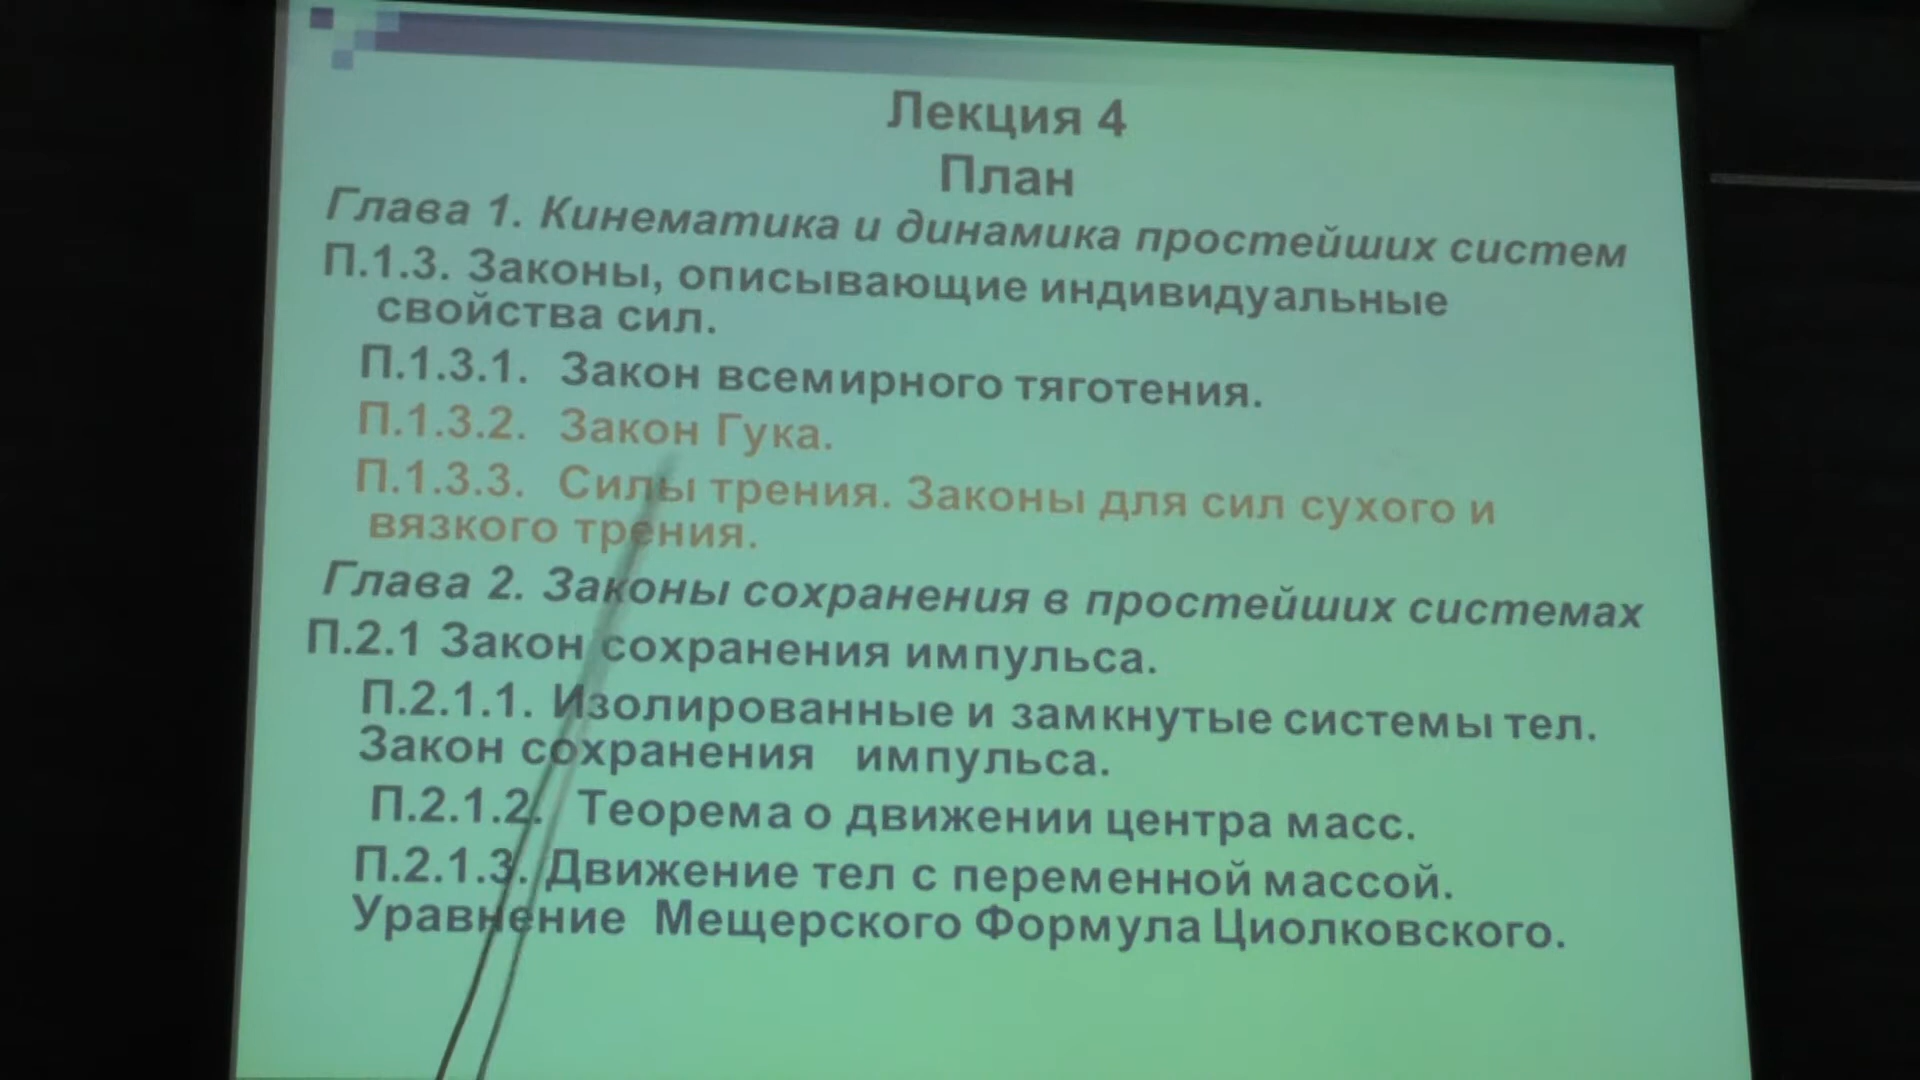 Лекция 4
План
Глава 1. Кинематика и динамика простейших систем
П.1.3. Законы, описывающие индивидуальные
свойства сил.
П.1.3.1. Закон всемирного тяготения.
П.1.3.2. Закон Гука.
П.1.3.3. Силы трения. Законы для сил сухого и
вязкого трения.
Глава 2. Законы сохранения в простейших системах
П.2.1 Закон сохранения импульса.
П.2.1.1. Изолированные и замкнутые системы тел.
Закон сохранения импульса.
П.2.1.2. Теорема о движении центра масс.
П.2.1.3. Движение тел с переменной массой.
Уравнение Мещерского Формула Циолковского.